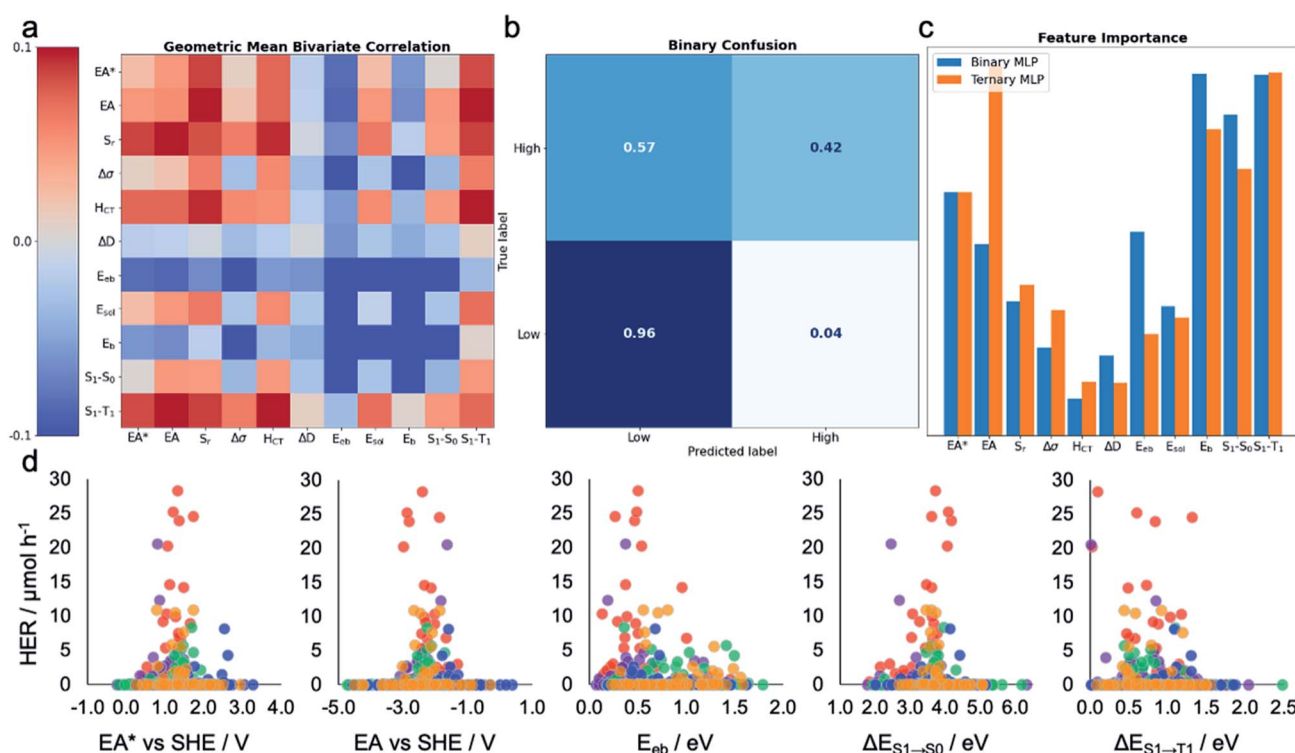 a
Geometric Mean Bivariate Correlation
0.1
0.0
-0.1
EA*
EA
Sr
Δσ
HCT
ΔD
Eeb
Esol
Eb
S1-S0
S1-T1
EA* EA Sr Δσ HCT ΔD Eeb Esol Eb S1-S0 S1-T1
b
Binary Confusion
True label
High
Low
0.57 0.42
0.96 0.04
Low High
Predicted label
c
Feature Importance
Binary MLP
Ternary MLP
EA* EA Sr Δσ HCT ΔD Eeb Esol Eb S1-S0 S1-T1
d
HER / μmol h-1
30
25
20
15
10
5
0
-1.0 0.0 1.0 2.0 3.0 4.0
EA* vs SHE / V
30
25
20
15
10
5
0
-5.0 -3.0 -1.0 1.0
EA vs SHE / V
30
25
20
15
10
5
0
0.0 0.5 1.0 1.5 2.0
Eeb / eV
30
25
20
15
10
5
0
1.0 2.0 3.0 4.0 5.0 6.0
ΔES1→S0 / eV
30
25
20
15
10
5
0
0.0 0.5 1.0 1.5 2.0 2.5
ΔES1→T1 / eV